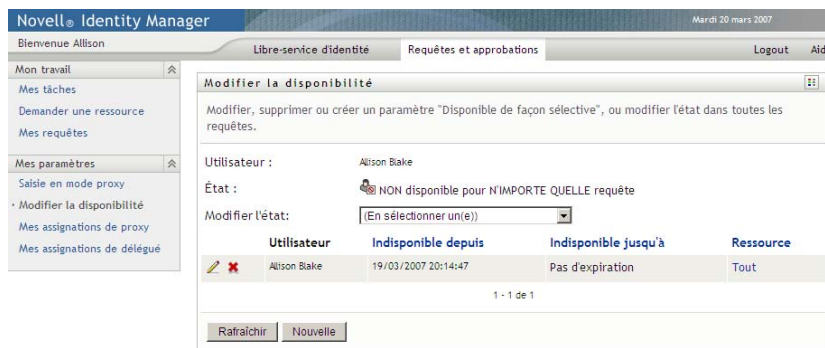 Novell® Identity Manager
Mardi 20 mars 2007
Bienvenue Allison
Libre-service d'identité
Requêtes et approbations
Logout
Aid
Mon travail
Mes tâches
Demander une ressource
Mes requêtes
Mes paramètres
Saisie en mode proxy
Modifier la disponibilité
Mes assignations de proxy
Mes assignations de délégué
Modifier la disponibilité
Modifier, supprimer ou créer un paramètre "Disponible de façon sélective", ou modifier l'état dans toutes les
requêtes.
Utilisateur : Allison Blake
État : NON disponible pour N'IMPORTE QUELLE requête
Modifier l'état: (En sélectionner un(e))
Utilisateur Indisponible depuis Indisponible jusqu'à Ressource
Allison Blake 19/03/2007 20:14:47 Pas d'expiration Tout
1 - 1 de 1
Rafraîchir Nouvelle